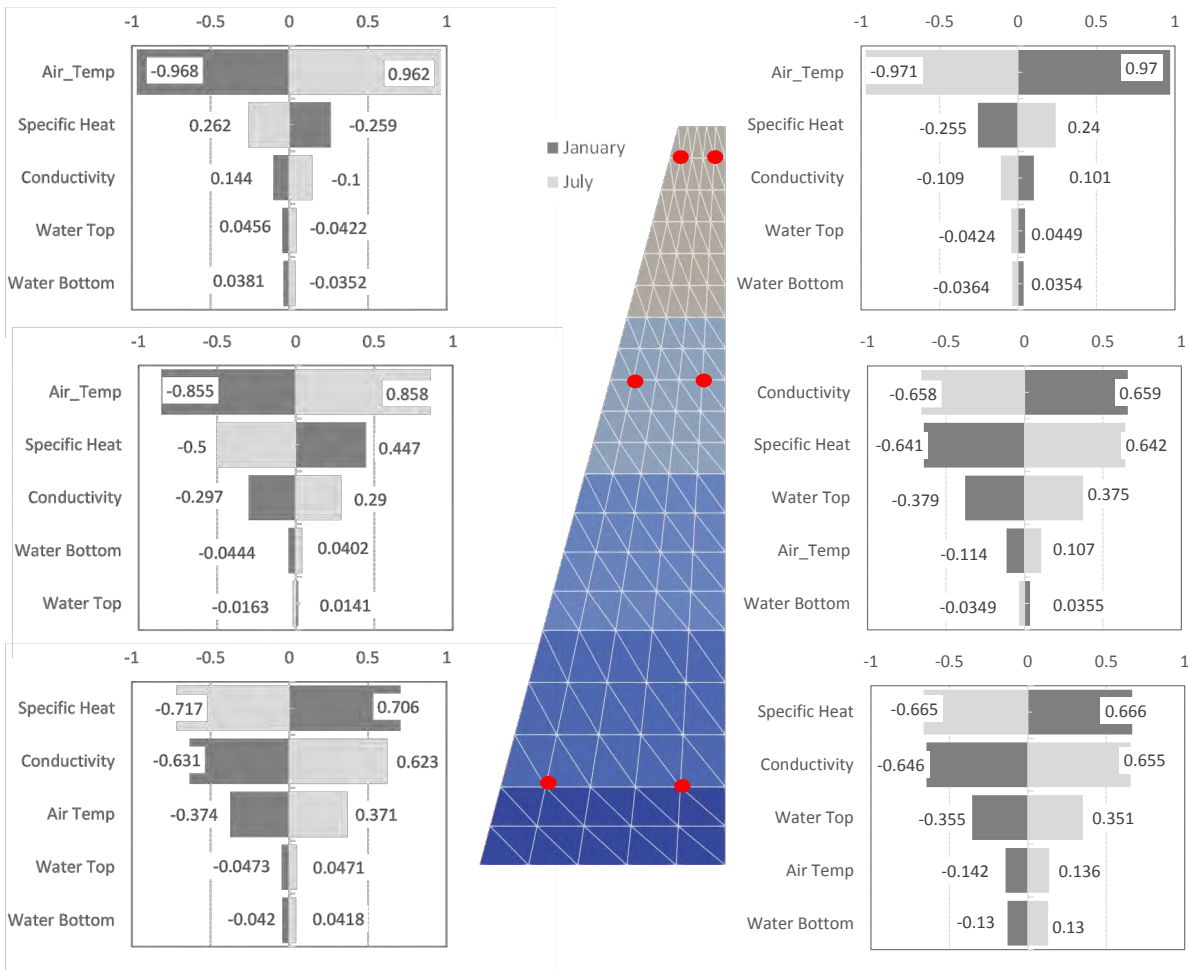 -1 -0.5 0 0.5 1
Air_Temp -0.968 0.962
Specific Heat 0.262 -0.259
Conductivity 0.144 -0.1
Water Top 0.0456 -0.0422
Water Bottom 0.0381 -0.0352
-1 -0.5 0 0.5 1
Air_Temp -0.855 0.858
Specific Heat -0.5 0.447
Conductivity -0.297 0.29
Water Bottom -0.0444 0.0402
Water Top -0.0163 0.0141
-1 -0.5 0 0.5 1
Specific Heat -0.717 0.706
Conductivity -0.631 0.623
Air Temp -0.374 0.371
Water Top -0.0473 0.0471
Water Bottom -0.042 0.0418
January
July
-1 -0.5 0 0.5 1
Air_Temp -0.971 0.97
Specific Heat -0.255 0.24
Conductivity -0.109 0.101
Water Top -0.0424 0.0449
Water Bottom -0.0364 0.0354
-1 -0.5 0 0.5 1
Conductivity -0.658 0.659
Specific Heat -0.641 0.642
Water Top -0.379 0.375
Air_Temp -0.114 0.107
Water Bottom -0.0349 0.0355
-1 -0.5 0 0.5 1
Specific Heat -0.665 0.666
Conductivity -0.646 0.655
Water Top -0.355 0.351
Air Temp -0.142 0.136
Water Bottom -0.13 0.13